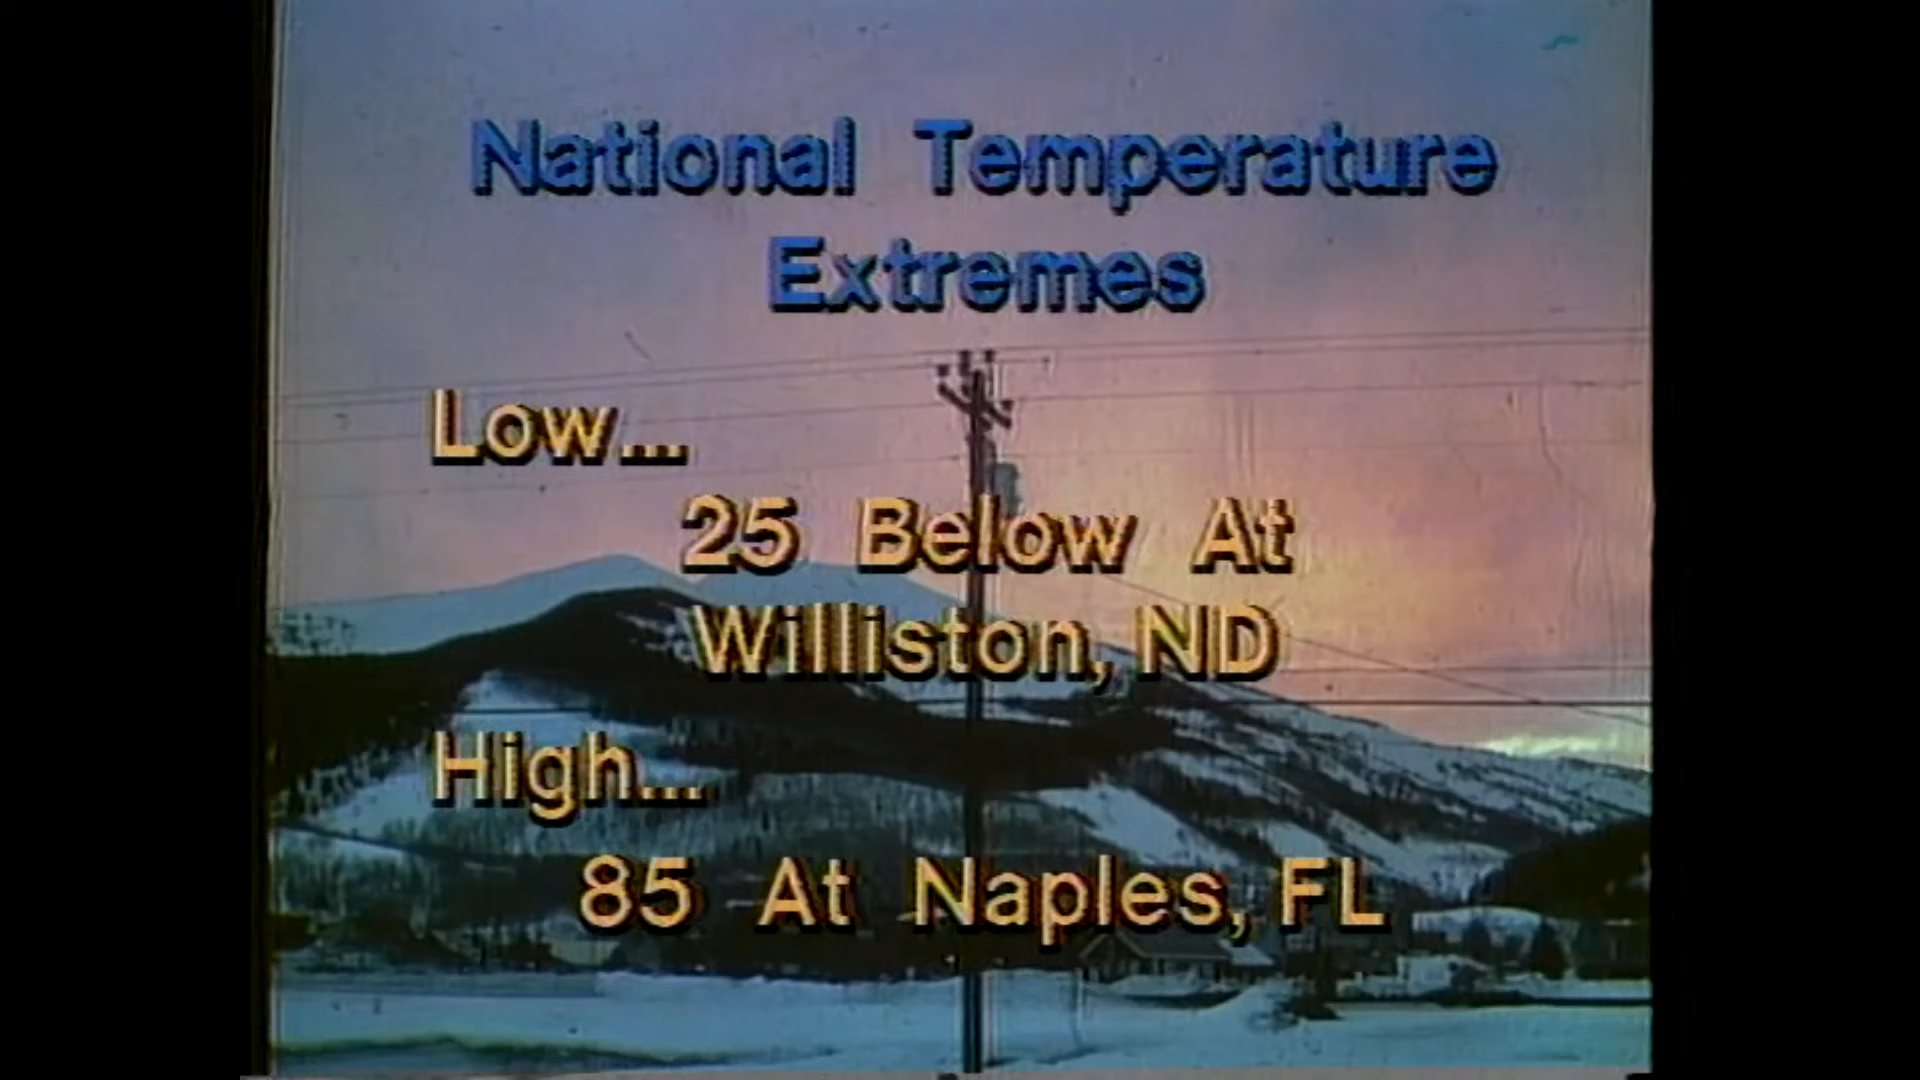 National Temperature
Extremes
Low...
25 Below At
Williston, ND
High...
85 At Naples, FL